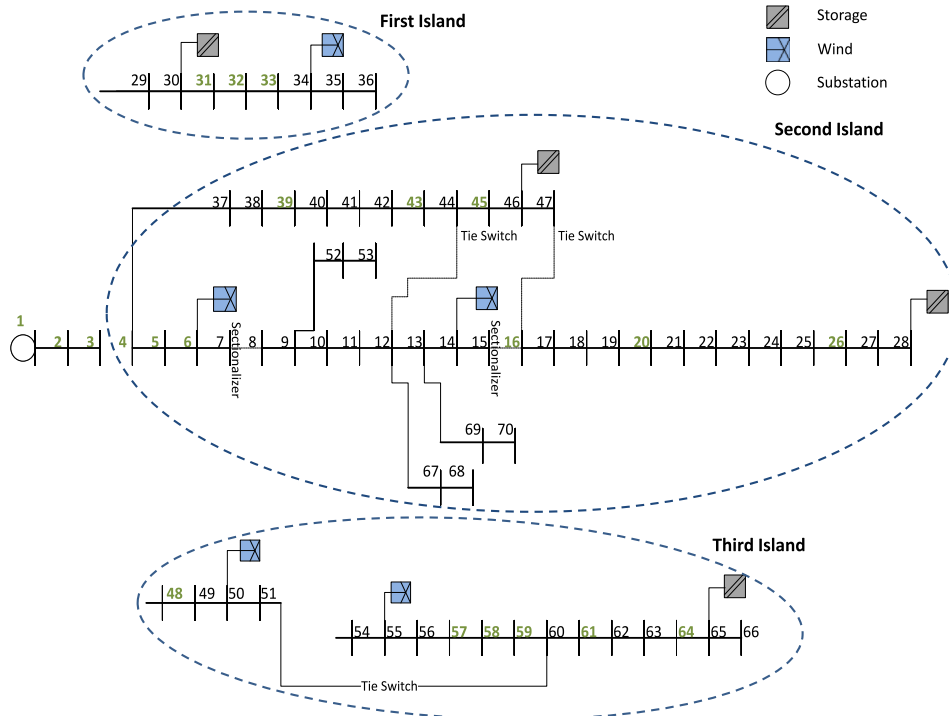 First Island
Storage
Wind
Substation
29 30 31 32 33 34 35 36
Second Island
37 38 39 40 41 42 43 44 45 46 47
Tie Switch
Tie Switch
52 53
1
2 3 4 5 6 7 8 9 10 11 12 13 14 15 16 17 18 19 20 21 22 23 24 25 26 27 28
Sectionalizer
Sectionalizer
69 70
67 68
Third Island
48 49 50 51
54 55 56 57 58 59 60 61 62 63 64 65 66
Tie Switch